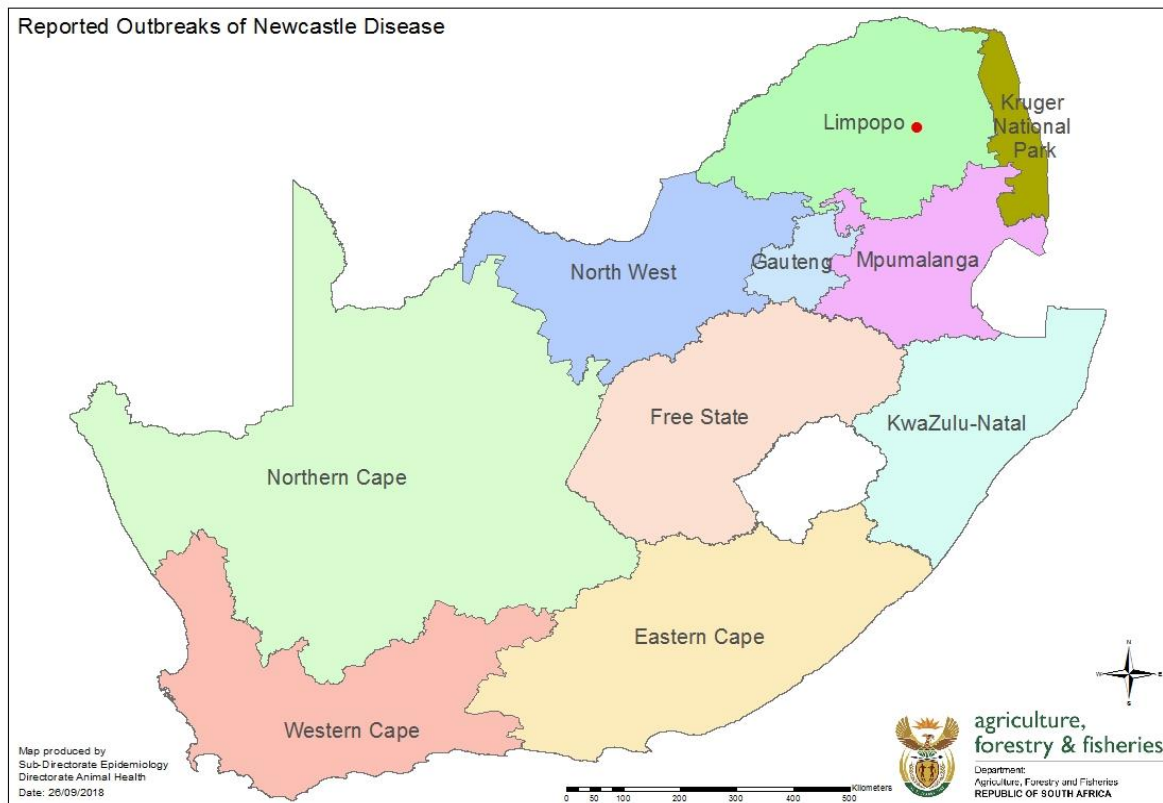 Reported Outbreaks of Newcastle Disease
Limpopo
Kruger
National
Park
North West
Gauteng
Mpumalanga
Free State
KwaZulu-Natal
Northern Cape
Eastern Cape
Western Cape
N
W
E
S
Map produced by
Sub-Directorate Epidemiology
Directorate Animal Health
Date: 26/09/2018
0 50 100 200 300 400 500
Kilometers
agriculture,
forestry & fisheries
Department:
Agriculture, Forestry and Fisheries
REPUBLIC OF SOUTH AFRICA